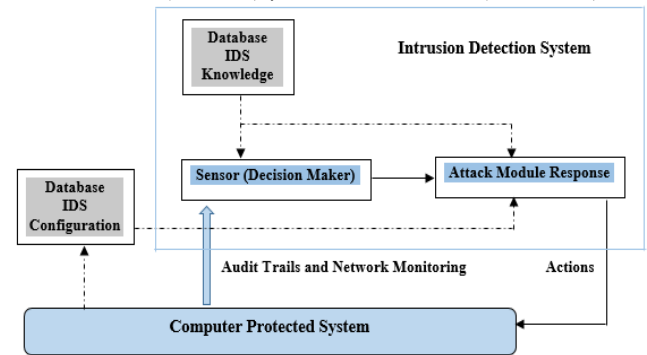 Database
IDS
Knowledge
Intrusion Detection System
Sensor (Decision Maker)
Attack Module Response
Database
IDS
Configuration
Audit Trails and Network Monitoring
Actions
Computer Protected System